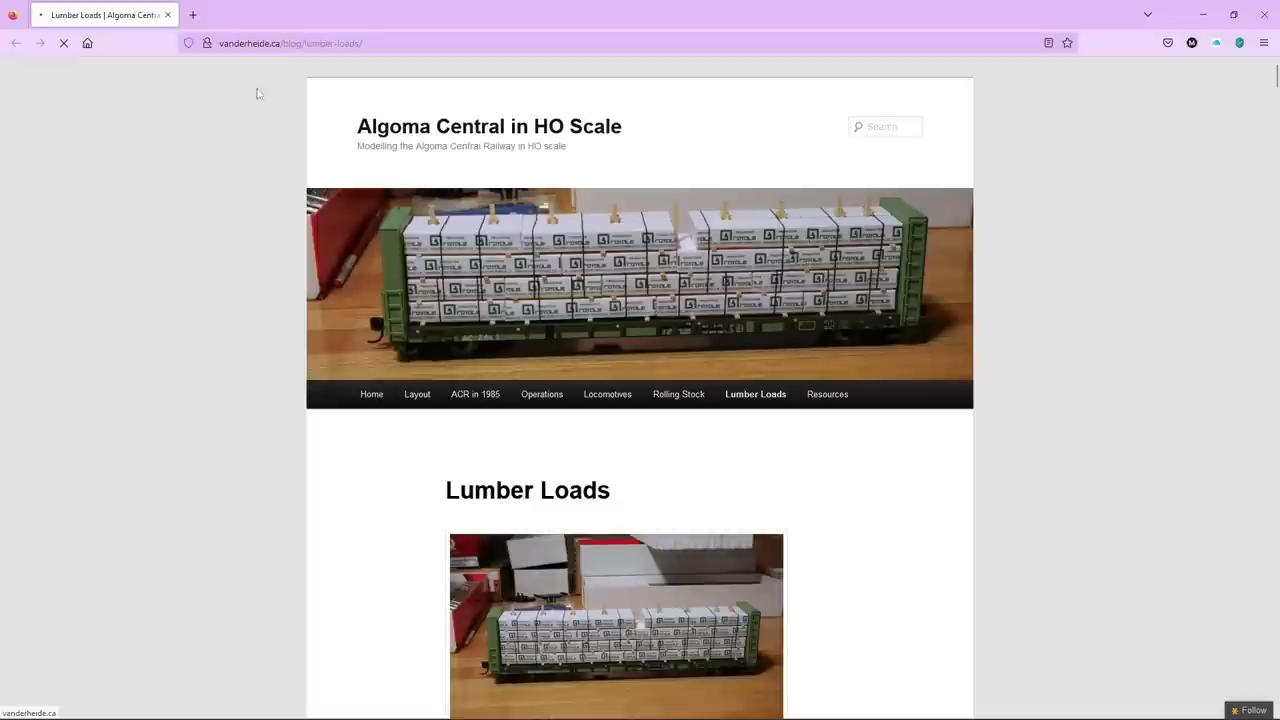 Lumber Loads | Algoma Centr
vanderheide.ca/blog/lumber-loads/
Algoma Central in HO Scale
Search
Modelling the Algoma Central Railway in HO scale
Home Layout ACR in 1985 Operations Locomotives Rolling Stock Lumber Loads Resources
Lumber Loads
vanderheide.ca
Follow